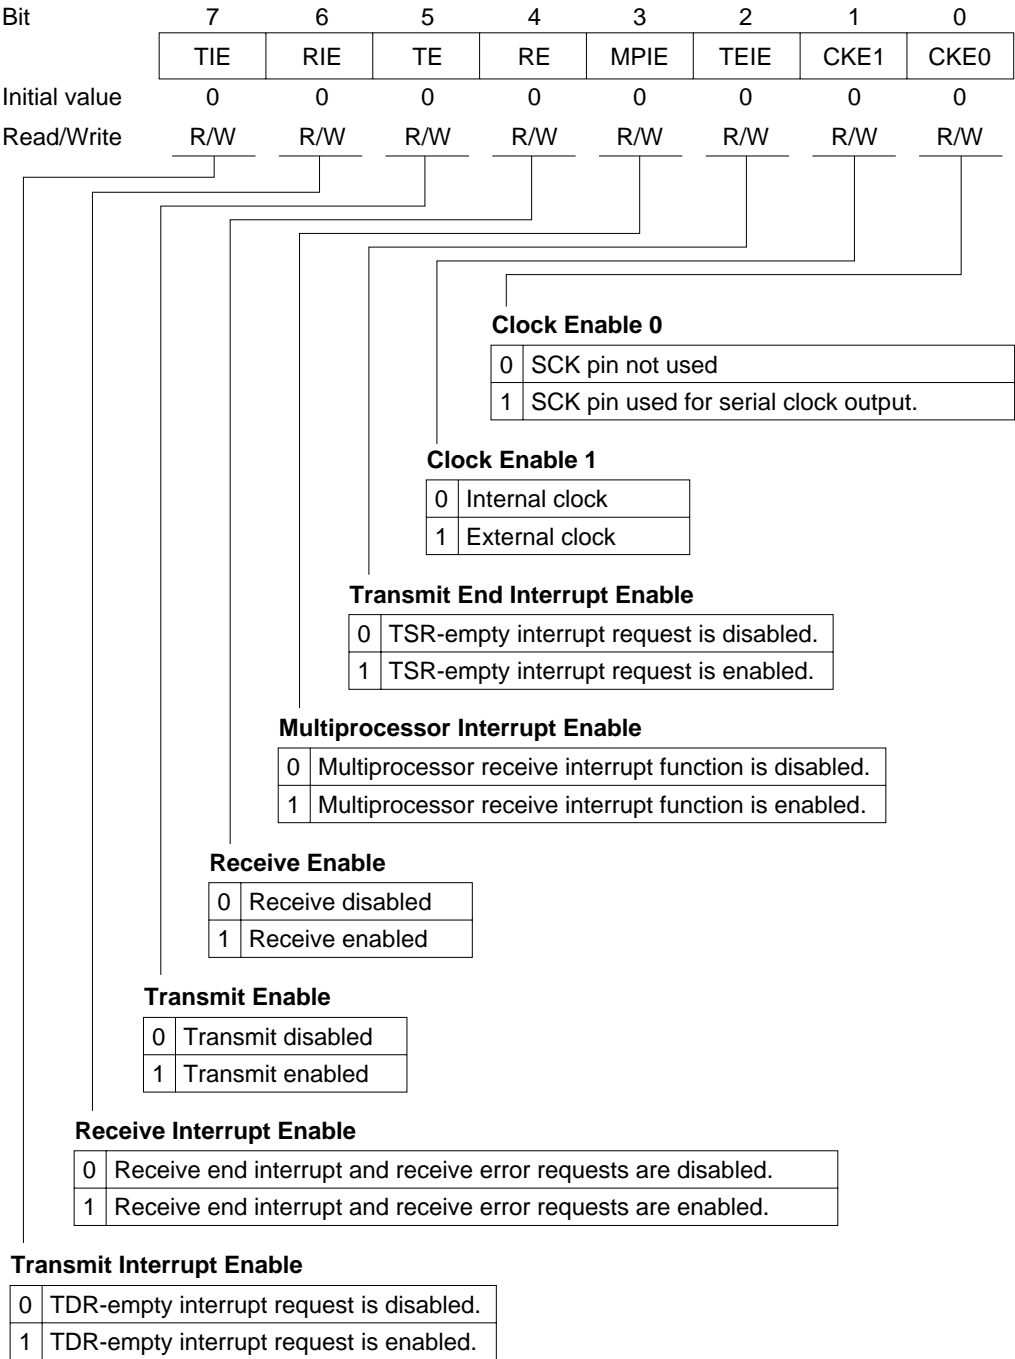 Bit 7 6 5 4 3 2 1 0
TIE RIE TE RE MPIE TEIE CKE1 CKE0
Initial value 0 0 0 0 0 0 0 0
Read/Write R/W R/W R/W R/W R/W R/W R/W R/W
Clock Enable 0
0 SCK pin not used
1 SCK pin used for serial clock output.
Clock Enable 1
0 Internal clock
1 External clock
Transmit End Interrupt Enable
0 TSR-empty interrupt request is disabled.
1 TSR-empty interrupt request is enabled.
Multiprocessor Interrupt Enable
0 Multiprocessor receive interrupt function is disabled.
1 Multiprocessor receive interrupt function is enabled.
Receive Enable
0 Receive disabled
1 Receive enabled
Transmit Enable
0 Transmit disabled
1 Transmit enabled
Receive Interrupt Enable
0 Receive end interrupt and receive error requests are disabled.
1 Receive end interrupt and receive error requests are enabled.
Transmit Interrupt Enable
0 TDR-empty interrupt request is disabled.
1 TDR-empty interrupt request is enabled.